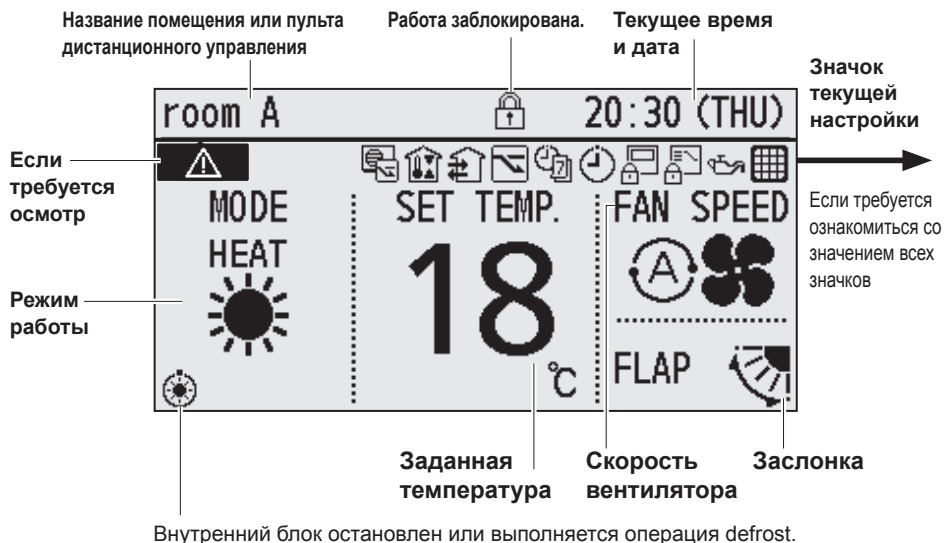 Название помещения или пульта
дистанционного управления
Работа заблокирована.
Текущее время
и дата
Значок
текущей
настройки
room A
20:30 (THU)
Если
требуется
осмотр
7
MODE
SET TEMP.
FAN SPEED
Если требуется
ознакомиться со
значением всех
значков
HEAT
18
°C
A
Режим
работы
FLAP
Заданная
температура
Скорость
вентилятора
Заслонка
Внутренний блок остановлен или выполняется операция defrost.